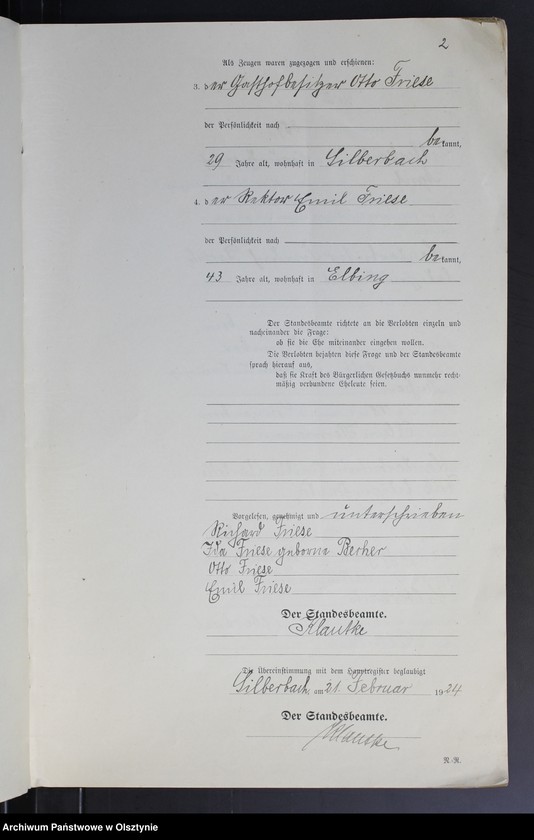 2
Als Zeugen waren zugezogen und erschienen:
3. der Gasthofbesitzer Otto Friese
der Persönlichkeit nach
bekannt,
29 Jahre alt, wohnhaft in Silberbach
4. der Rektor Emil Friese
der Persönlichkeit nach
bekannt,
43 Jahre alt, wohnhaft in Elbing
Der Standesbeamte richtete an die Verlobten einzeln und
nacheinander die Frage:
ob sie die Ehe miteinander eingehen wollen.
Die Verlobten bejahten diese Frage und der Standesbeamte
sprach hierauf aus,
daß sie kraft des Bürgerlichen Gesetzbuchs nunmehr recht-
mäßig verbundene Eheleute seien.
Vorgelesen, genehmigt und unterschrieben
Richard Friese
Ida Friese geborne Becher
Otto Friese
Emil Friese
Der Standesbeamte.
Klautke
Die Übereinstimmung mit dem Hauptregister beglaubigt
Silberbach, am 21. Februar 1924
Der Standesbeamte.
Klautke
N.-R.
Archiwum Państwowe w Olsztynie